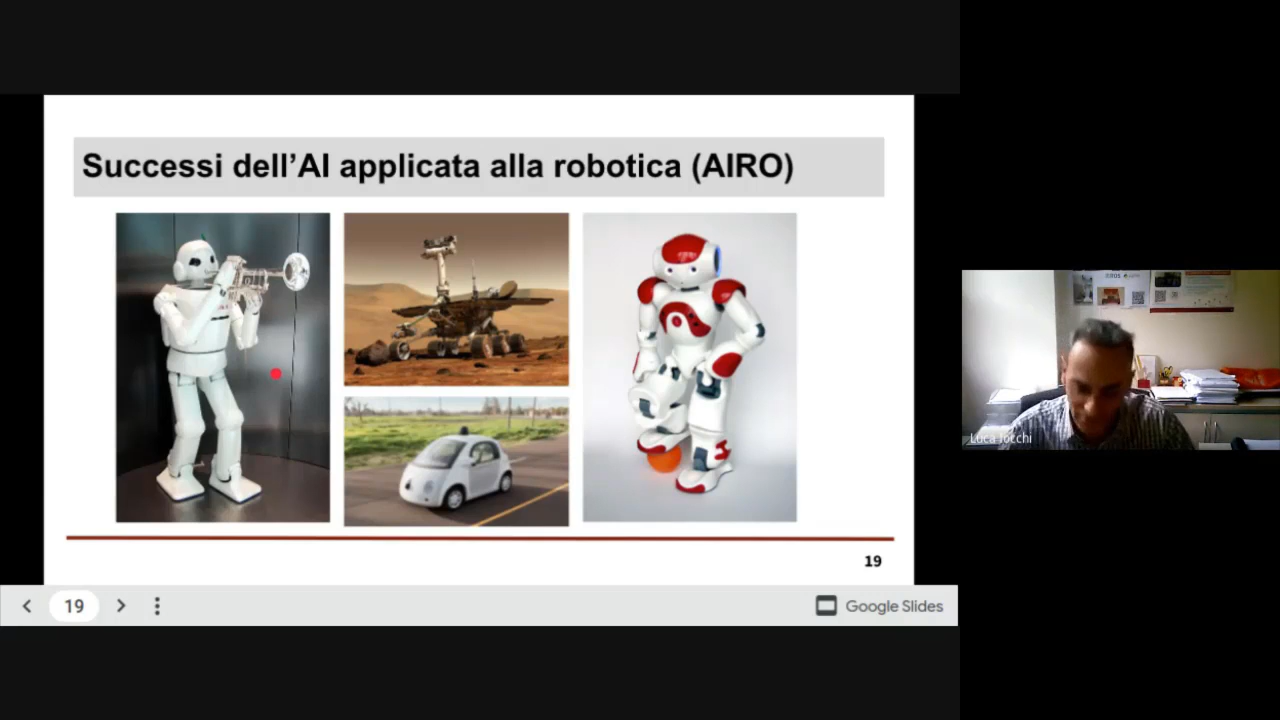 Successi dell'AI applicata alla robotica (AIRO)
19
19
Google Slides
Luca Iocchi